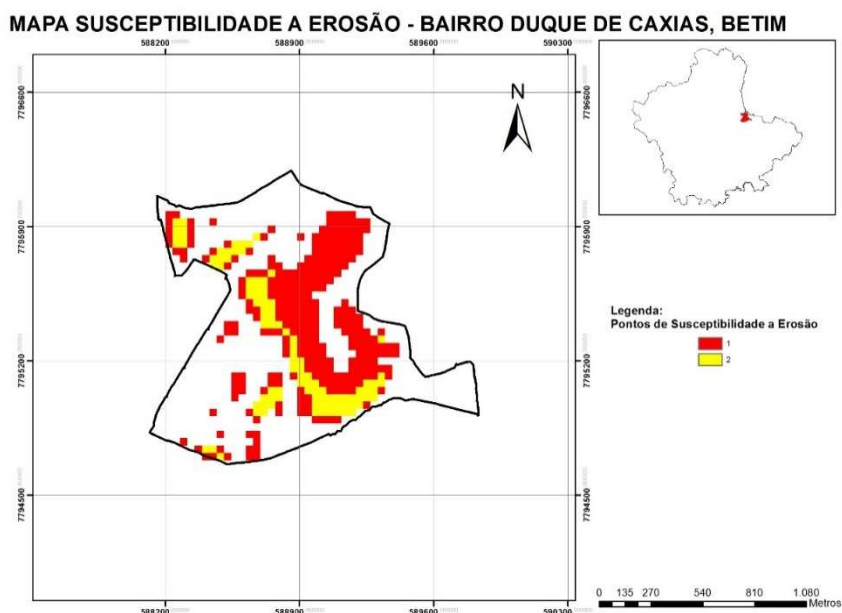 MAPA SUSCEPTIBILIDADE A EROSÃO - BAIRRO DUQUE DE CAXIAS, BETIM
588200 588900 589600 590300
7796600 7796600
N
7795900 7795900
Legenda:
Pontos de Susceptibilidade a Erosão
1
2
7795200 7795200
7794500 7794500
588200 588900 589600 590300
0 135 270 540 810 1.080
Metros